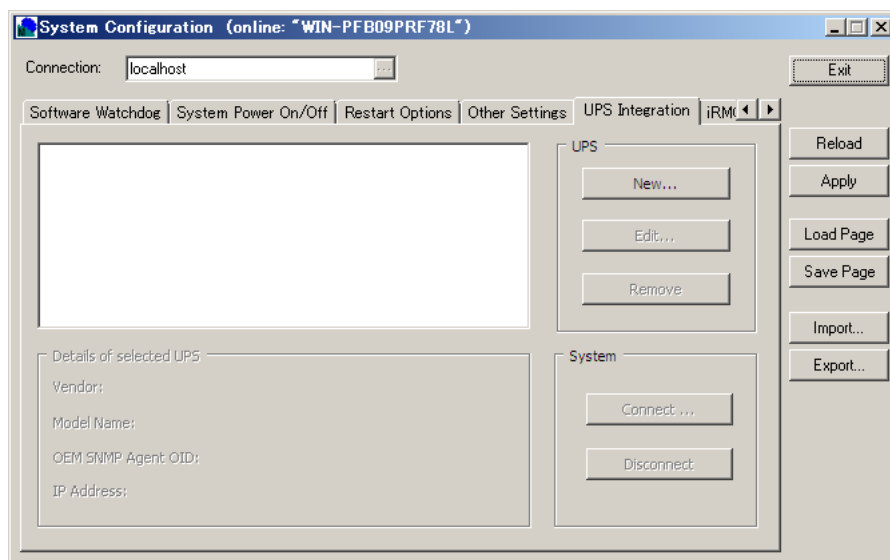 System Configuration (online: "WIN-PFB09PRF78L")
Connection: localhost ...
Exit
Software Watchdog System Power On/Off Restart Options Other Settings UPS Integration
UPS
New...
Edit...
Remove
Reload
Apply
Load Page
Save Page
Import...
Export...
Details of selected UPS
Vendor:
Model Name:
OEM SNMP Agent OID:
IP Address:
System
Connect ...
Disconnect